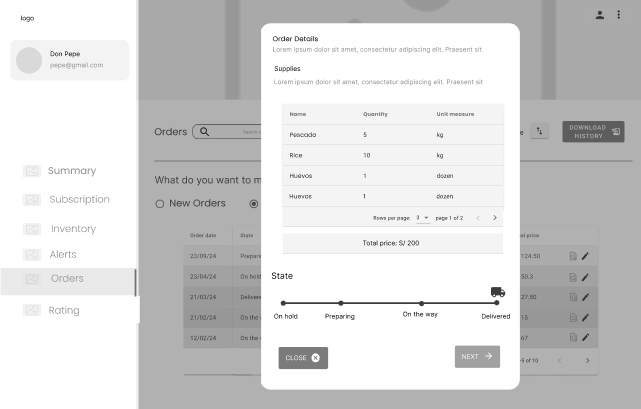 logo
Don Pepe
pepe@gmail.com
Summary
Subscription
Inventory
Alerts
Orders
Rating
Orders
DOWNLOAD
HISTORY
What do you want to m
New Orders
Order date State al price
23/09/24 Prepara 124:50
23/04/24 On hold 50.3
21/03/24 Delive 27:50
21/02/24 On the 15
12/02/24 On the 67
-5 of 10
Order Details
Lorem ipsum dolor sit amet, consectetur adipiscing elit. Praesent sit
Supplies
Lorem ipsum dolor sit amet, consectetur adipiscing elit. Praesent sit
Name Quantity Unit measure
Pescado 5 kg
Rice 10 kg
Huevos 1 dozen
Huevos 1 dozen
Rows per page: 3 page 1 of 2
Total price: S/ 200
State
On hold Preparing On the way Delivered
CLOSE
NEXT